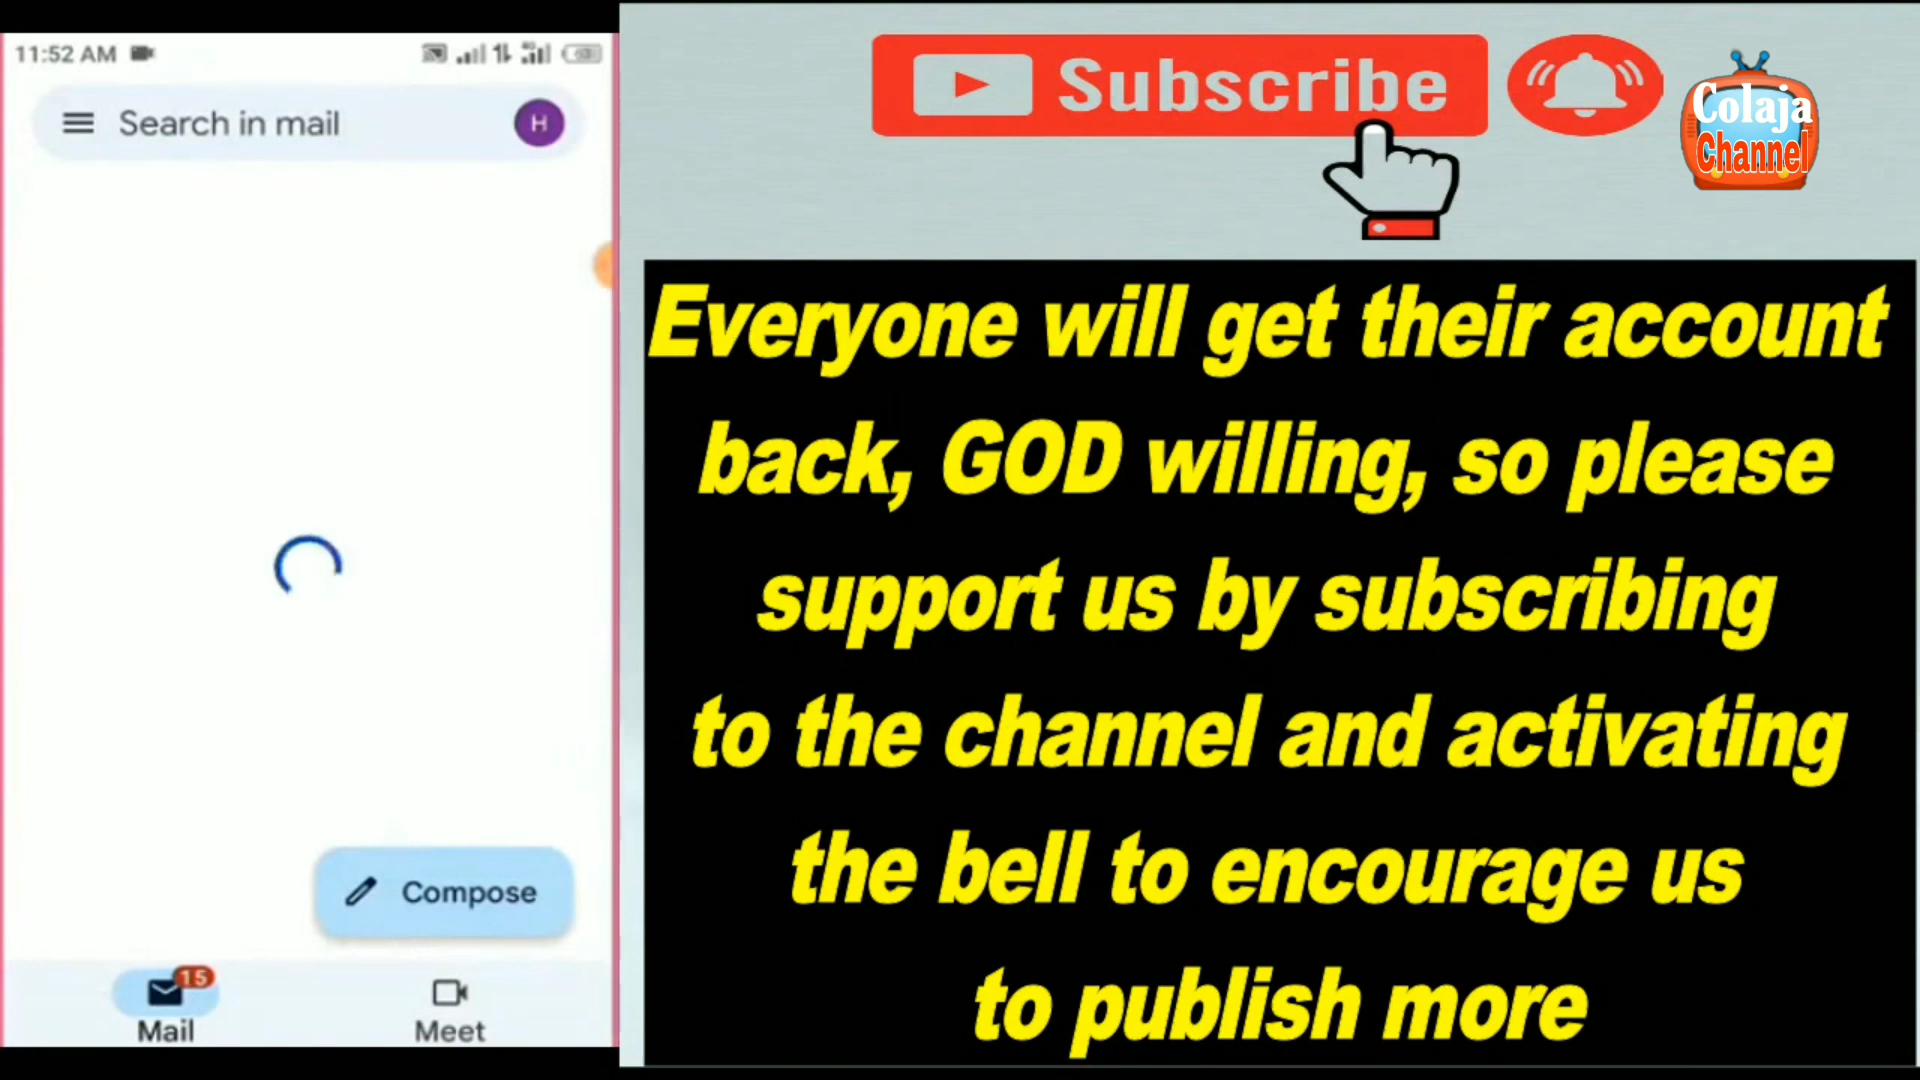 11:52 AM
Search in mail
H
Compose
15
Mail
Meet
Subscribe
Colaja
Channel
Everyone will get their account
back, GOD willing, so please
support us by subscribing
to the channel and activating
the bell to encourage us
to publish more